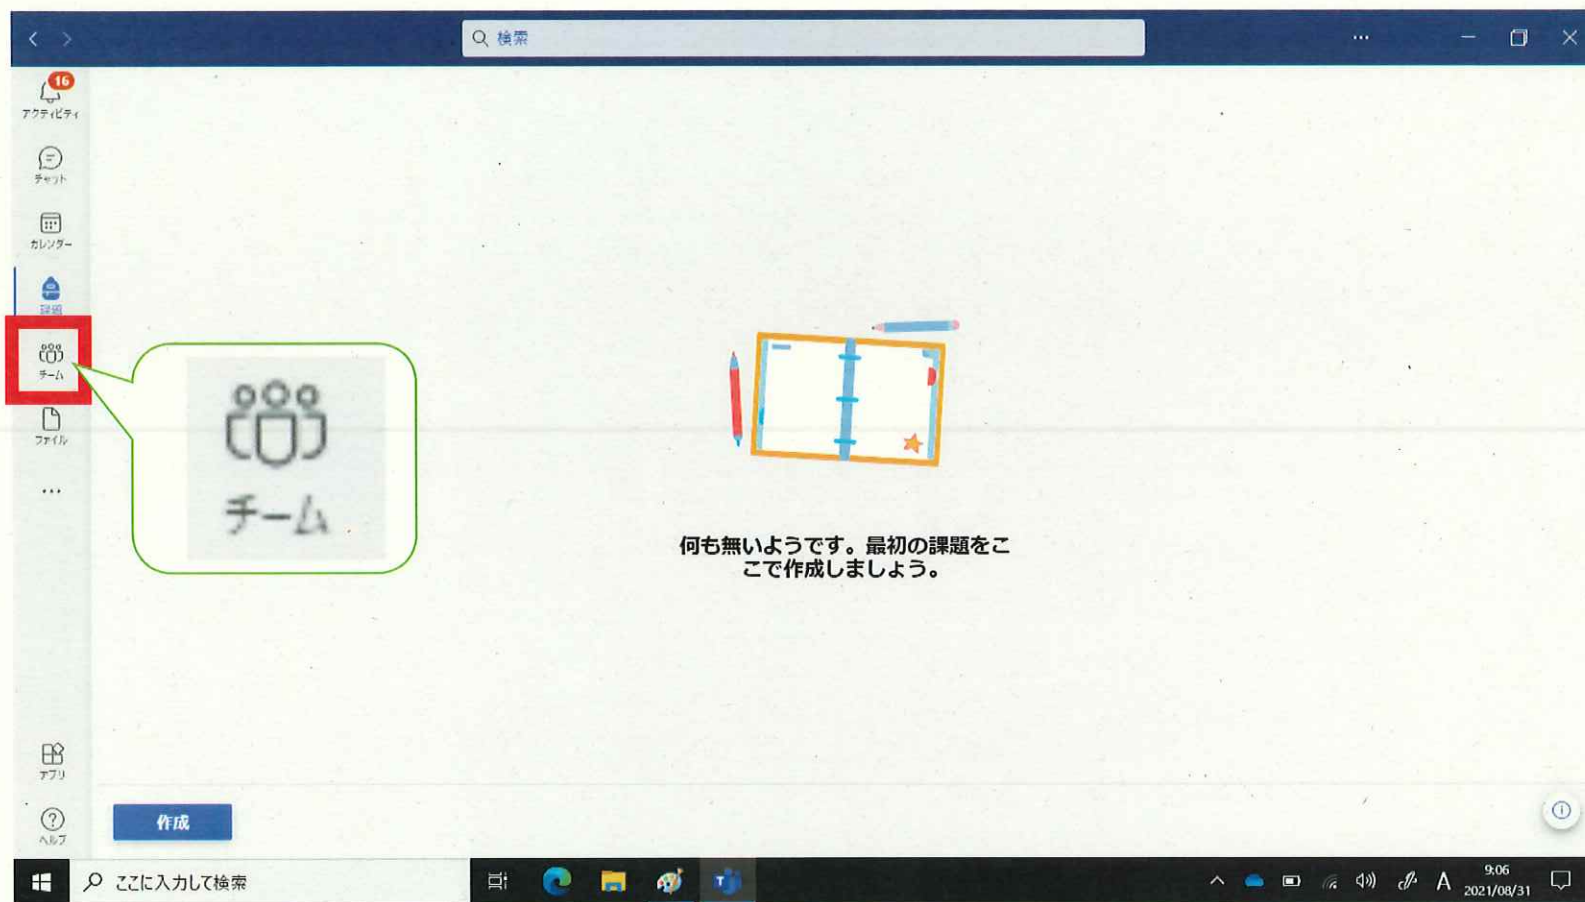 検索
16
アクティビティ
チャット
カレンダー
課題
チーム
ファイル
チーム
何も無いようです。最初の課題をこ
こで作成しましょう。
アプリ
ヘルプ
作成
ここに入力して検索
A
9:06
2021/08/31